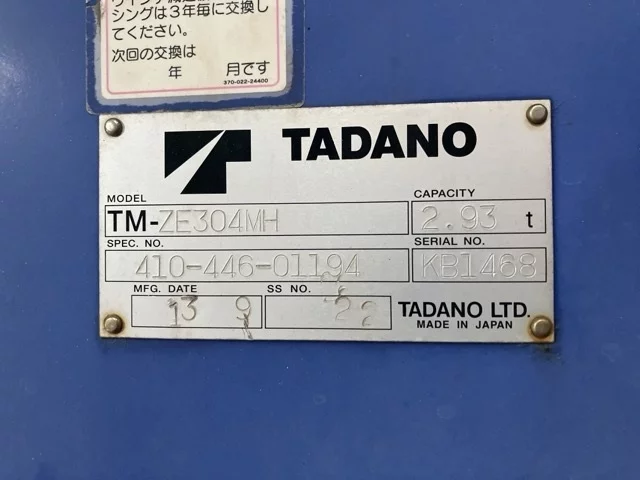 シングは3年毎に交換し
てください。
次回の交換は
年 月です
370-022-24400
TADANO
MODEL
CAPACITY
TM-ZE304MH
2.93 t
SPEC. NO.
SERIAL NO.
410-446-01194
KB1468
MFG. DATE
SS NO.
13 9
22
TADANO LTD.
MADE IN JAPAN